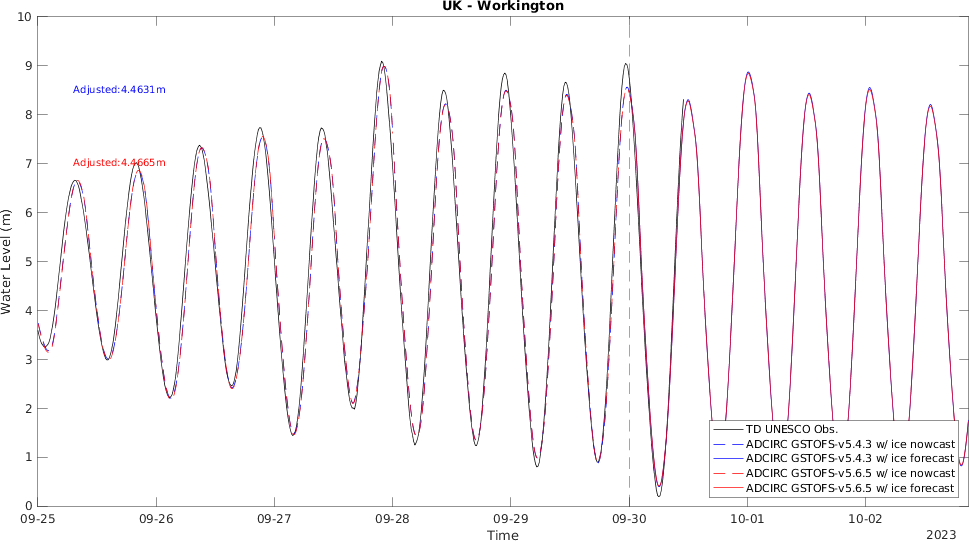 UK - Workington
10
9
8
7
6
5
4
3
2
1
0
Water Level (m)
Adjusted:4.4631m
Adjusted:4.4665m
TD UNESCO Obs.
ADCIRC GSTOFS-v5.4.3 w/ ice nowcast
ADCIRC GSTOFS-v5.4.3 w/ ice forecast
ADCIRC GSTOFS-v5.6.5 w/ ice nowcast
ADCIRC GSTOFS-v5.6.5 w/ ice forecast
09-25 09-26 09-27 09-28 09-29 09-30 10-01 10-02
Time
2023